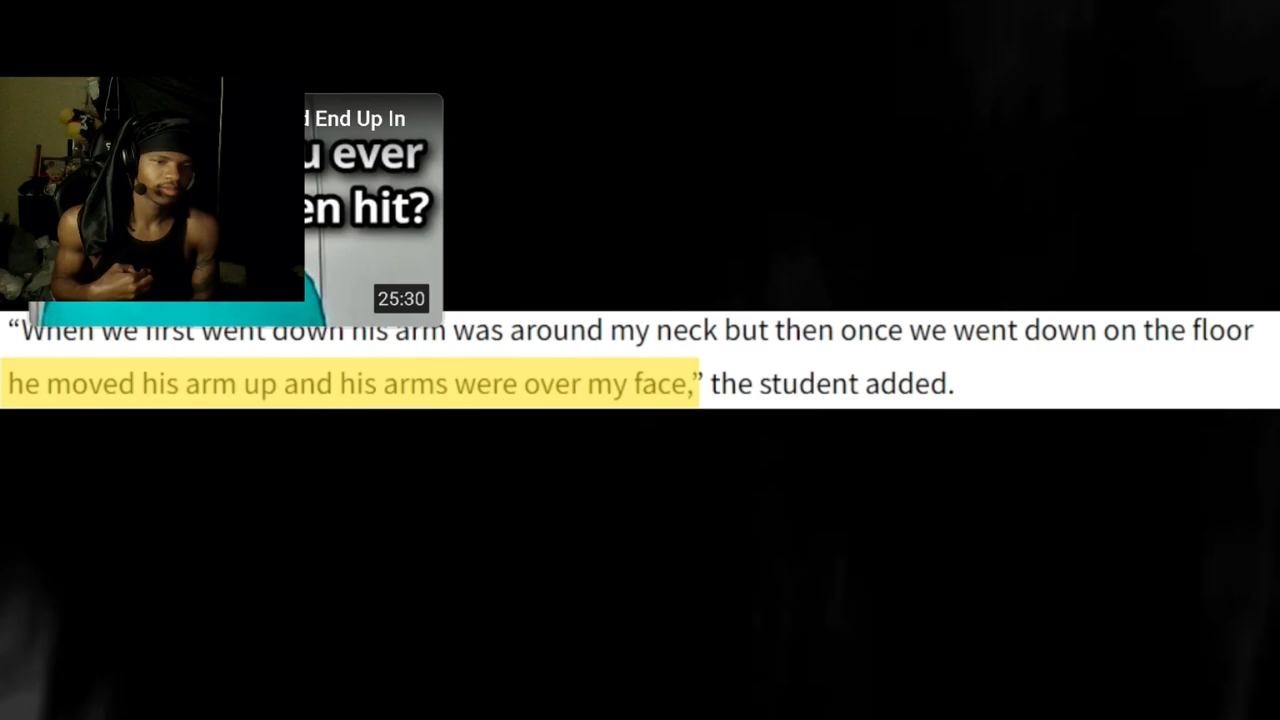 End Up In
ever
hit?
25:30
“When we first went down his arm was around my neck but then once we went down on the floor
he moved his arm up and his arms were over my face,” the student added.